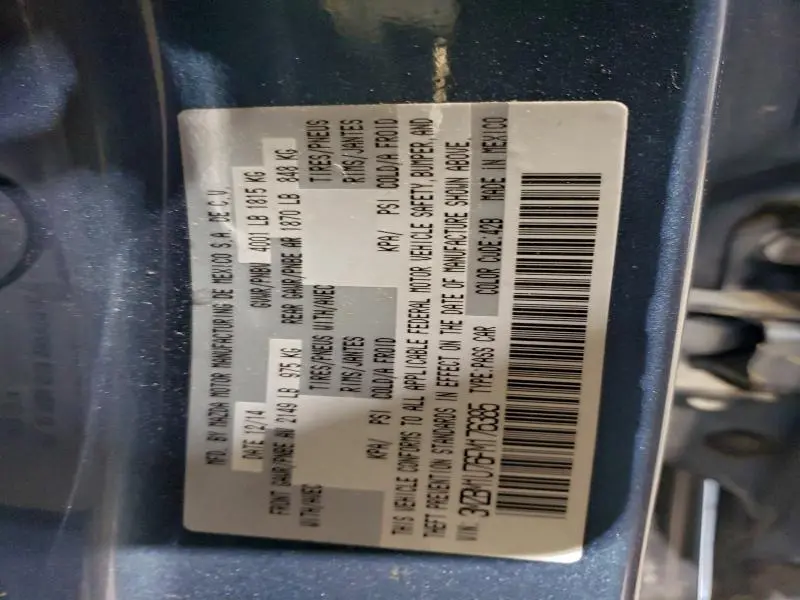 MFD. BY MAZDA MOTOR MANUFACTURING DE MEXICO S.A. DE C.V.
DATE 12/14 GVWR/PNBV 4001 LB 1815 KG
FRONT GAWR/PNBE AV 2149 LB 975 KG REAR GAWR/PNBE AR 1870 LB 848 KG
WITH/AVEC TIRES/PNEUS WITH/AVEC TIRES/PNEUS
RIMS/JANTES RIMS/JANTES
KPA/ PSI COLD/A FROID KPA/ PSI COLD/A FROID
THIS VEHICLE CONFORMS TO ALL APPLICABLE FEDERAL MOTOR VEHICLE SAFETY, BUMPER, AND
THEFT PREVENTION STANDARDS IN EFFECT ON THE DATE OF MANUFACTURE SHOWN ABOVE.
VIN: 3MZBM1U76FM176385 TYPE:PASS CAR COLOR CODE:42B MADE IN MEXICO